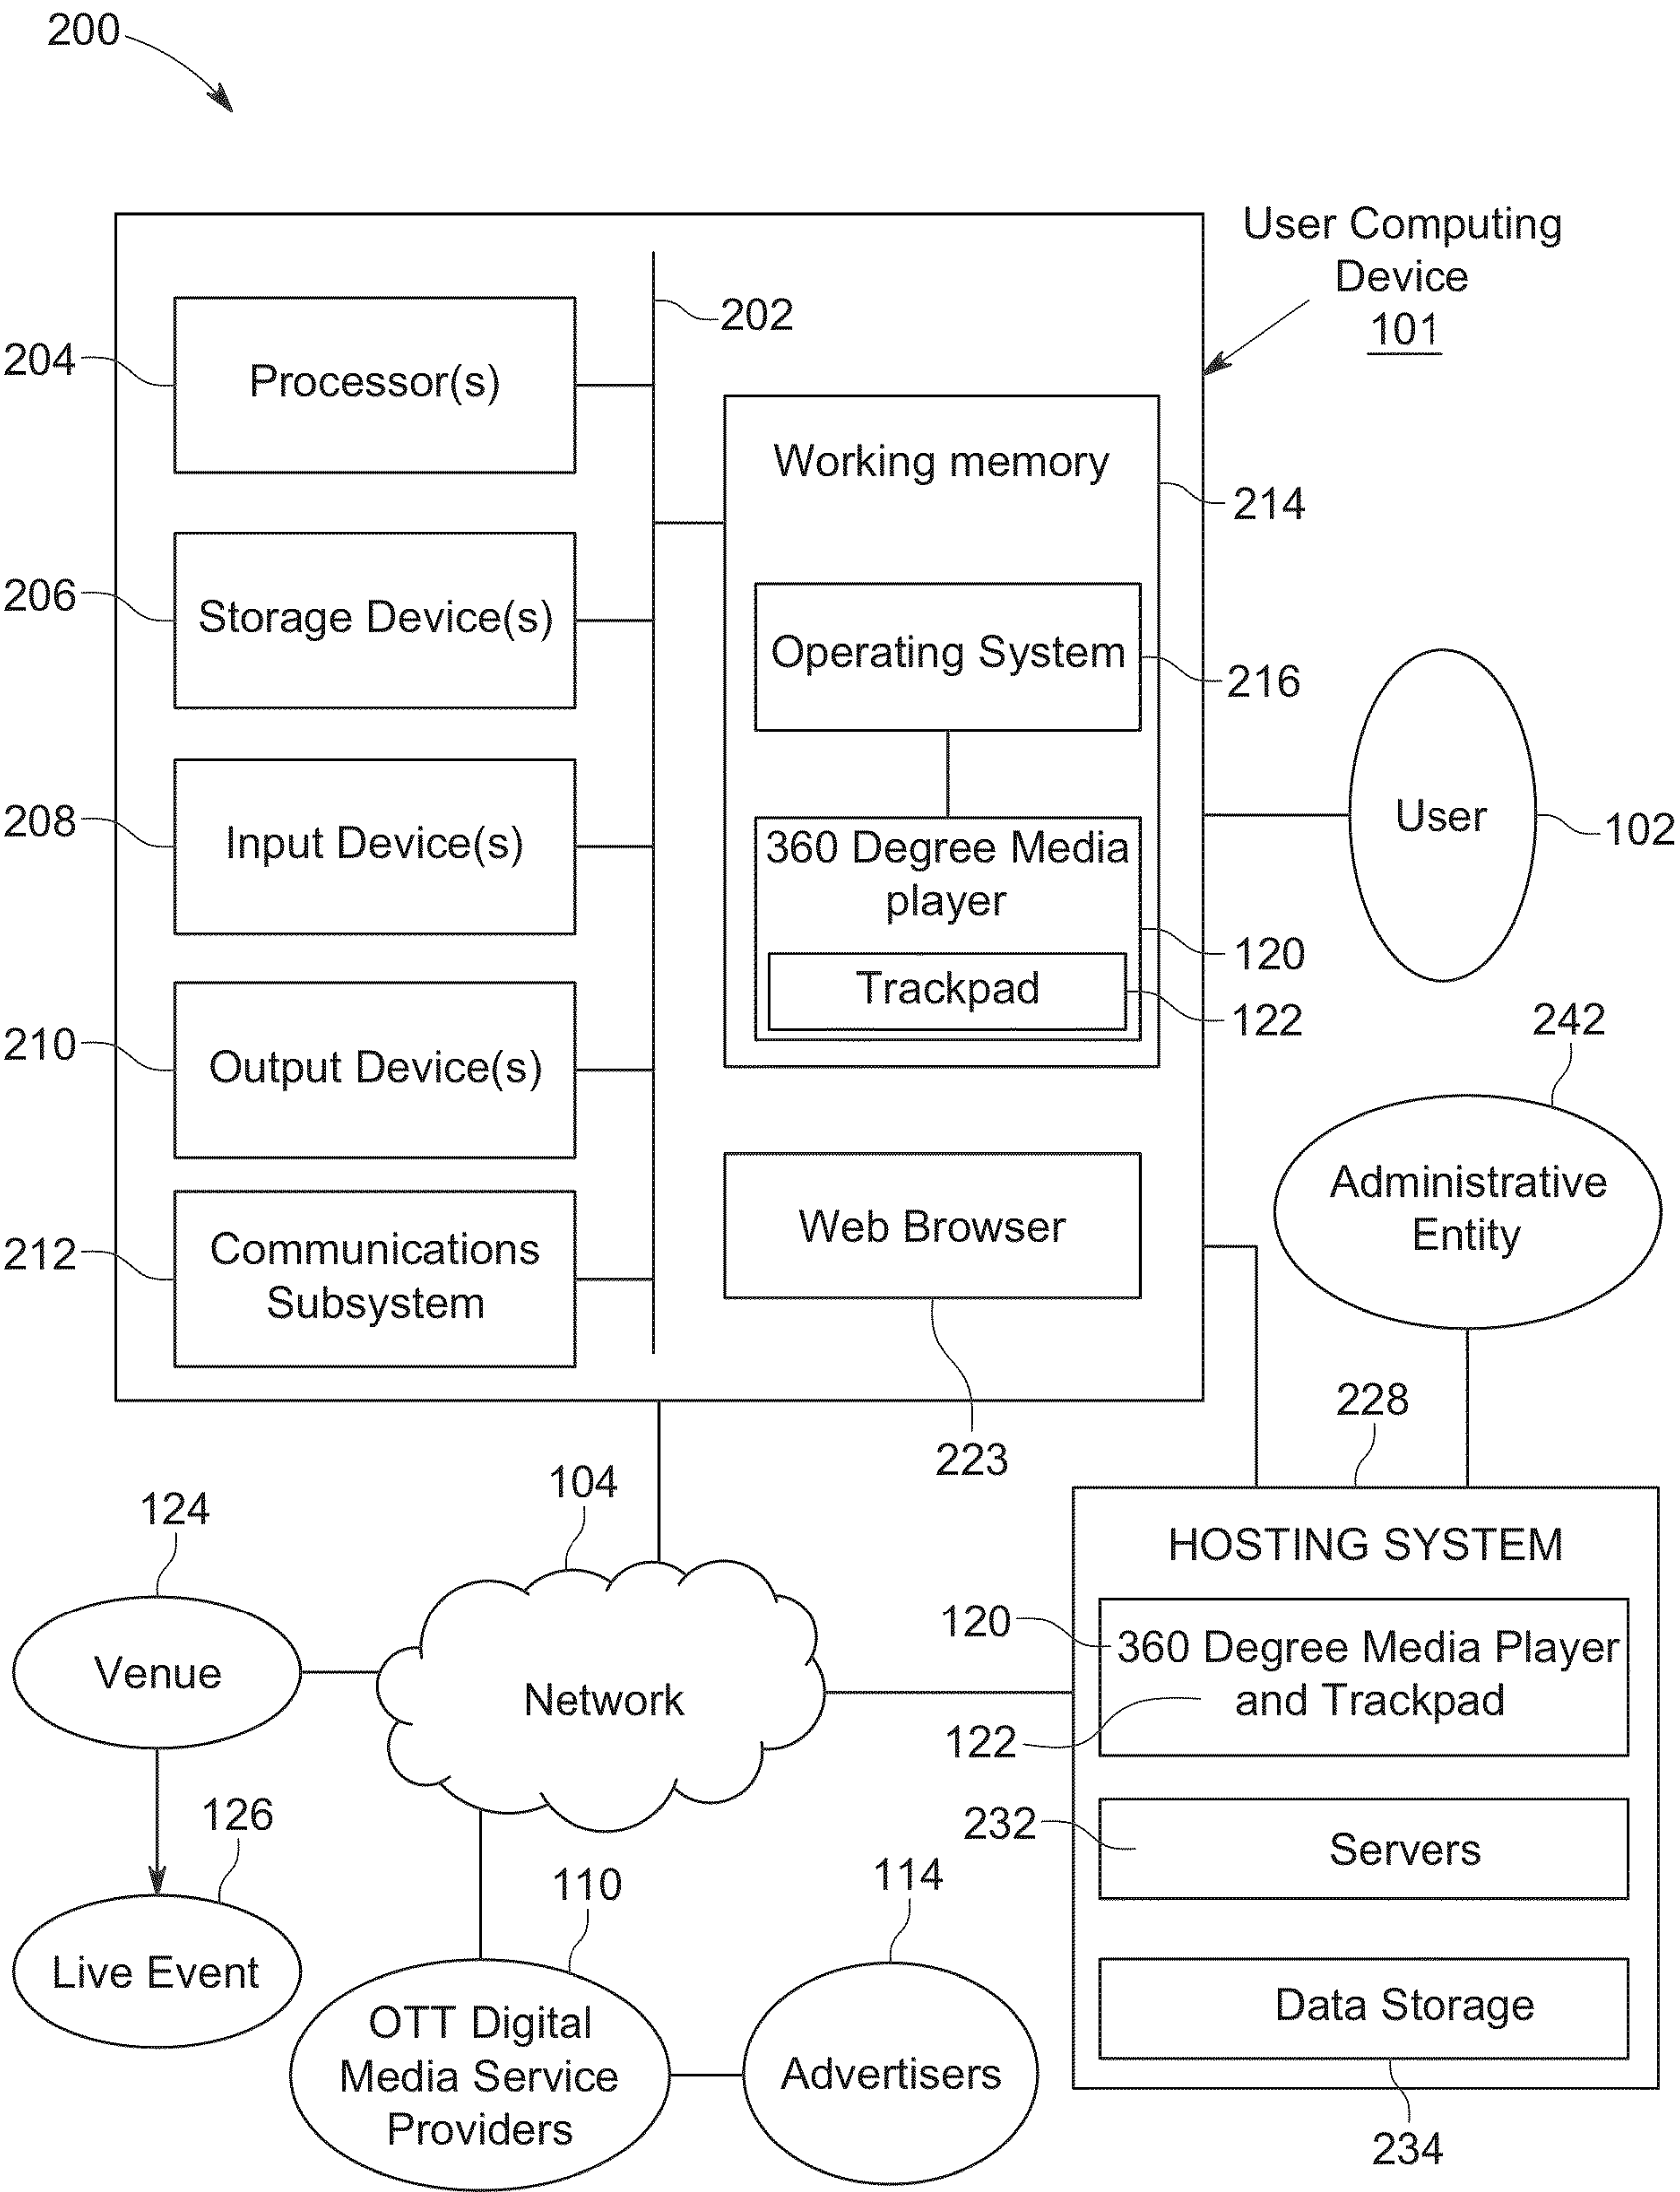 200
User Computing
Device
101
202
204
Processor(s)
Working memory
214
206
Storage Device(s)
Operating System
216
208
Input Device(s)
360 Degree Media
player
120
Trackpad
122
User
102
210
Output Device(s)
242
Administrative
Entity
212
Communications
Subsystem
Web Browser
223
228
104
124
HOSTING SYSTEM
Venue
Network
120
360 Degree Media Player
and Trackpad
122
126
232
Servers
110
114
Live Event
OTT Digital
Media Service
Providers
Advertisers
Data Storage
234